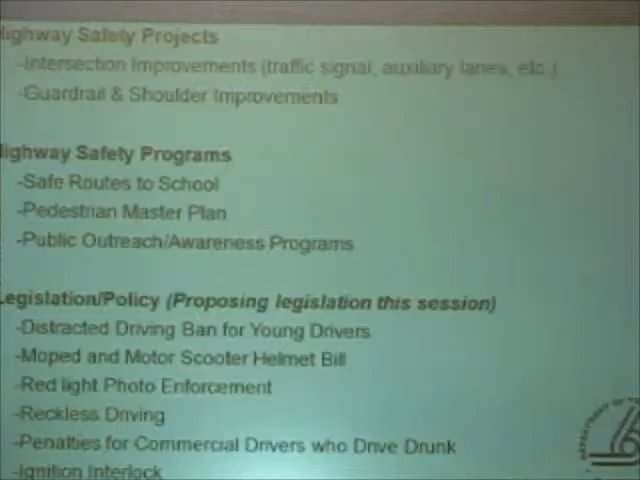 Highway Safety Projects
-Intersection Improvements (traffic signal, auxiliary lanes, etc.)
-Guardrail & Shoulder Improvements
Highway Safety Programs
-Safe Routes to School
-Pedestrian Master Plan
-Public Outreach/Awareness Programs
Legislation/Policy (Proposing legislation this session)
-Distracted Driving Ban for Young Drivers
-Moped and Motor Scooter Helmet Bill
-Red light Photo Enforcement
-Reckless Driving
-Penalties for Commercial Drivers who Drive Drunk
-Ignition Interlock